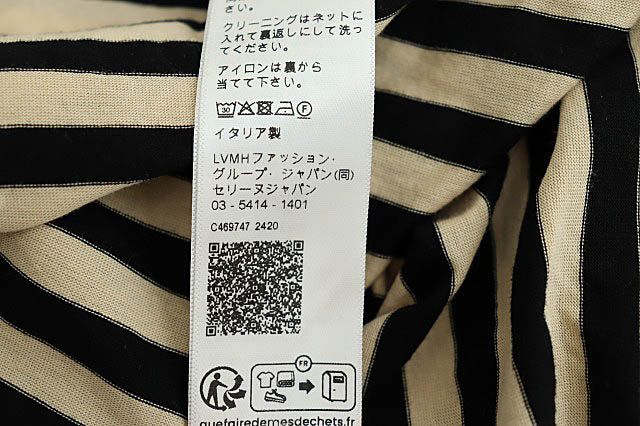 さい。
クリーニングはネットに
入れて裏返しにして洗っ
てください。
アイロンは裏から
当てて下さい。
30 F
イタリア製
LVMHファッション・
グループ・ジャパン(同)
セリーヌジャパン
03 - 5414 - 1401
C469747 2420
FR
quefairedemesdechets.fr